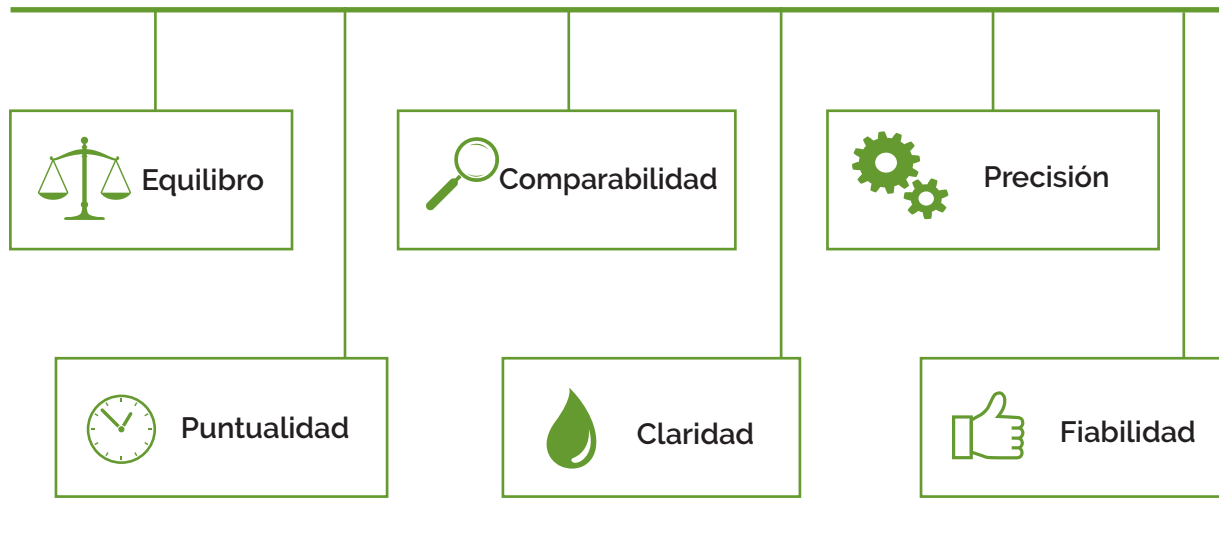 Equilibro
Comparabilidad
Precisión
Puntualidad
Claridad
Fiabilidad